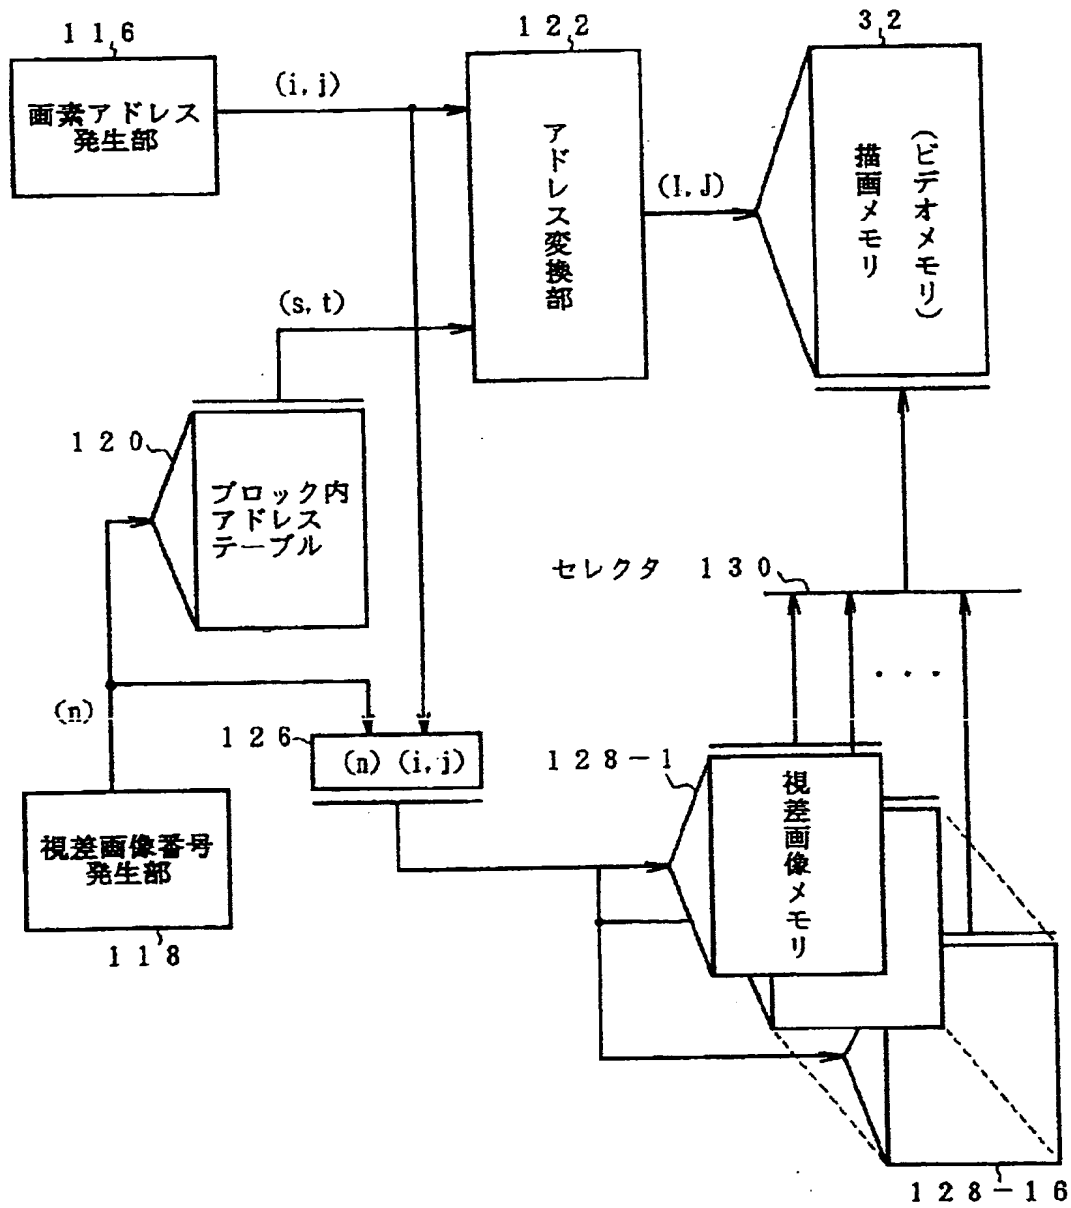 116
画素アドレス
発生部
(i, j)
122
アドレス変換部
32
描画メモリ
(ビデオメモリ)
(I, J)
(s, t)
120
ブロック内
アドレス
テーブル
セレクタ 130
・・・
(n)
126
(n) (i, j)
128-1
視差画像メモリ
視差画像番号
発生部
118
128-16